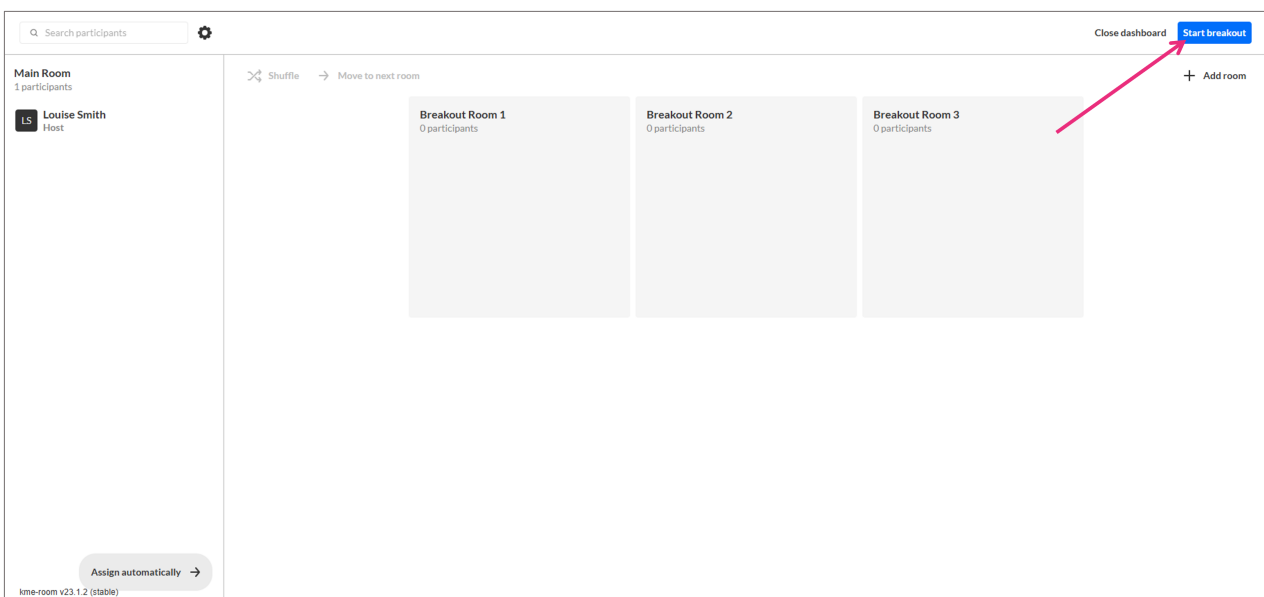 Search participants
Close dashboard
Start breakout
Main Room
1 participants
LS
Louise Smith
Host
Shuffle
Move to next room
Add room
Breakout Room 1
0 participants
Breakout Room 2
0 participants
Breakout Room 3
0 participants
Assign automatically
kme-room v23.1.2 (stable)